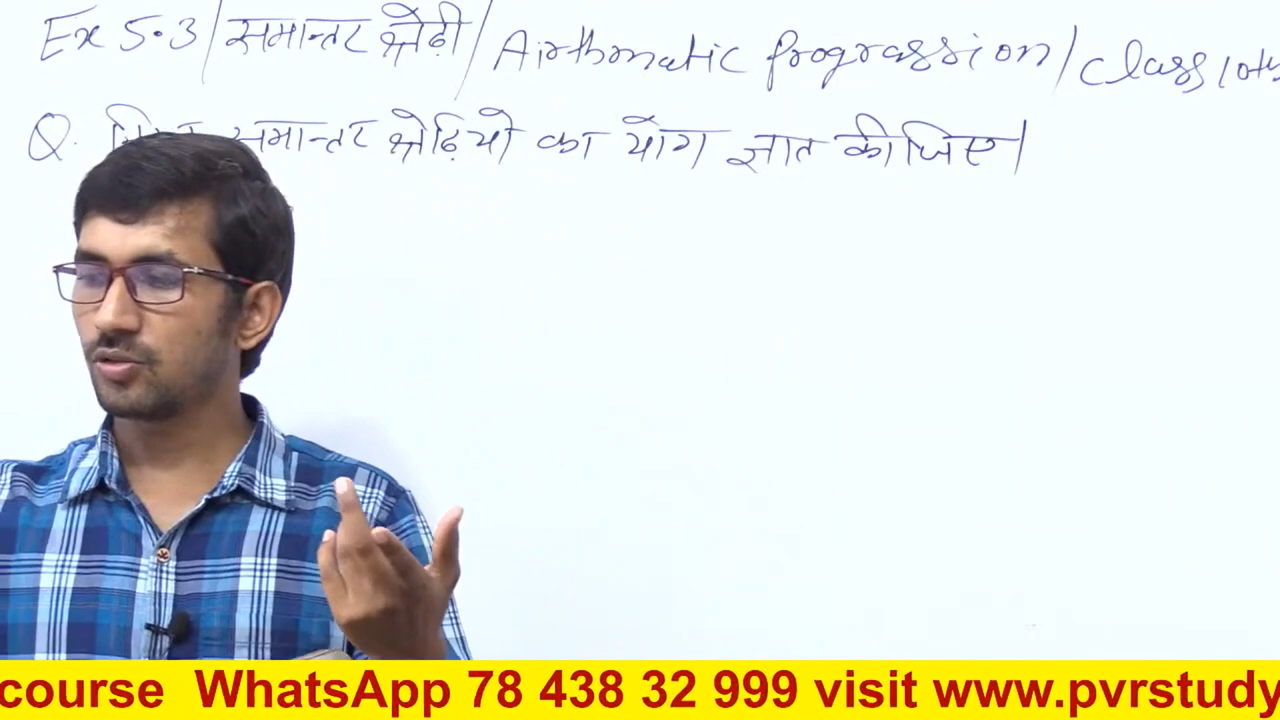 Ex 5.3 / समान्तर श्रेढ़ी / Airthmatic Progression / Class 10th
Q. समान्तर श्रेढ़ियों का योग ज्ञात कीजिए।
course WhatsApp 78 438 32 999 visit www.pvrstudy